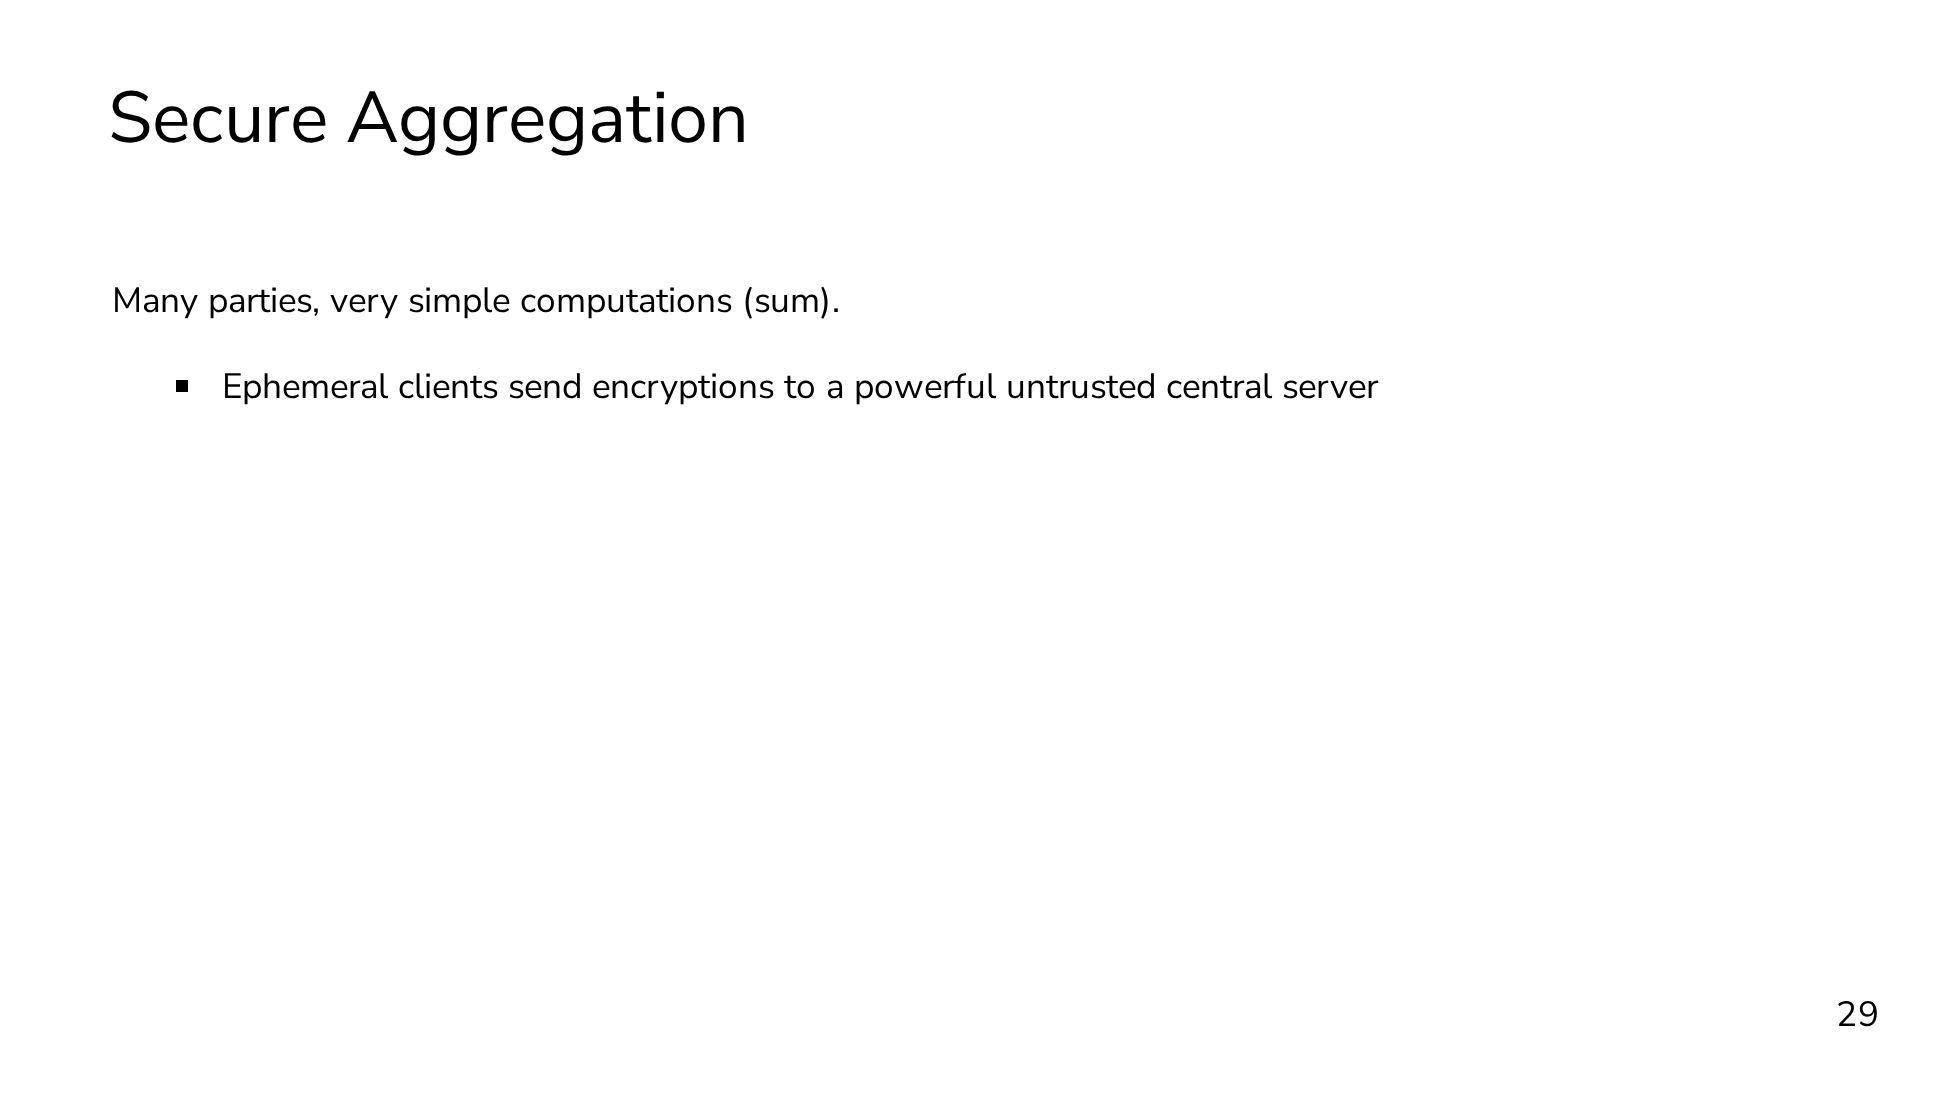 Secure Aggregation
Many parties, very simple computations (sum).
▪ Ephemeral clients send encryptions to a powerful untrusted central server
29